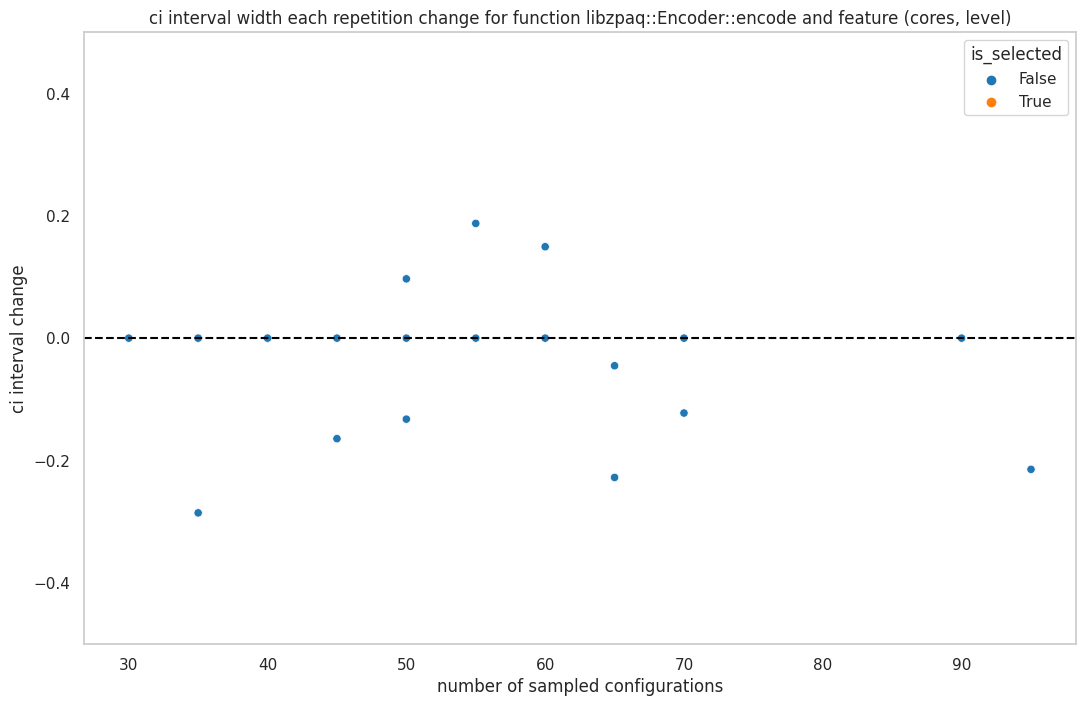 ci interval width each repetition change for function libzpaq::Encoder::encode and feature (cores, level)
is_selected
False
True
ci interval change
0.4
0.2
0.0
−0.2
−0.4
30 40 50 60 70 80 90
number of sampled configurations